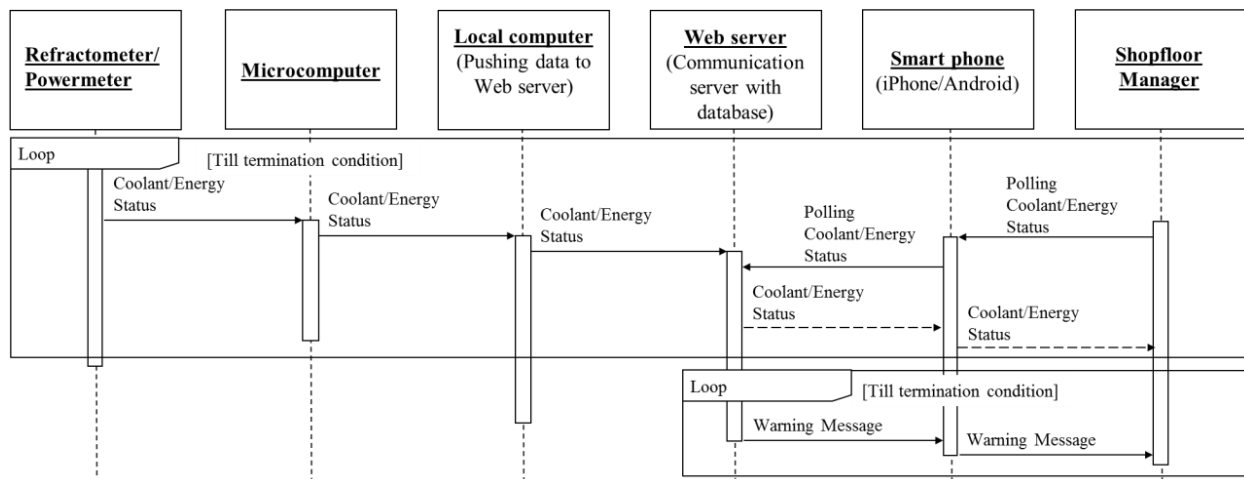 Refractometer/
Powermeter
Microcomputer
Local computer
(Pushing data to
Web server)
Web server
(Communication
server with
database)
Smart phone
(iPhone/Android)
Shopfloor
Manager
Loop
[Till termination condition]
Coolant/Energy
Status
Coolant/Energy
Status
Coolant/Energy
Status
Polling
Coolant/Energy
Status
Polling
Coolant/Energy
Status
Coolant/Energy
Status
Coolant/Energy
Status
Loop
[Till termination condition]
Warning Message
Warning Message